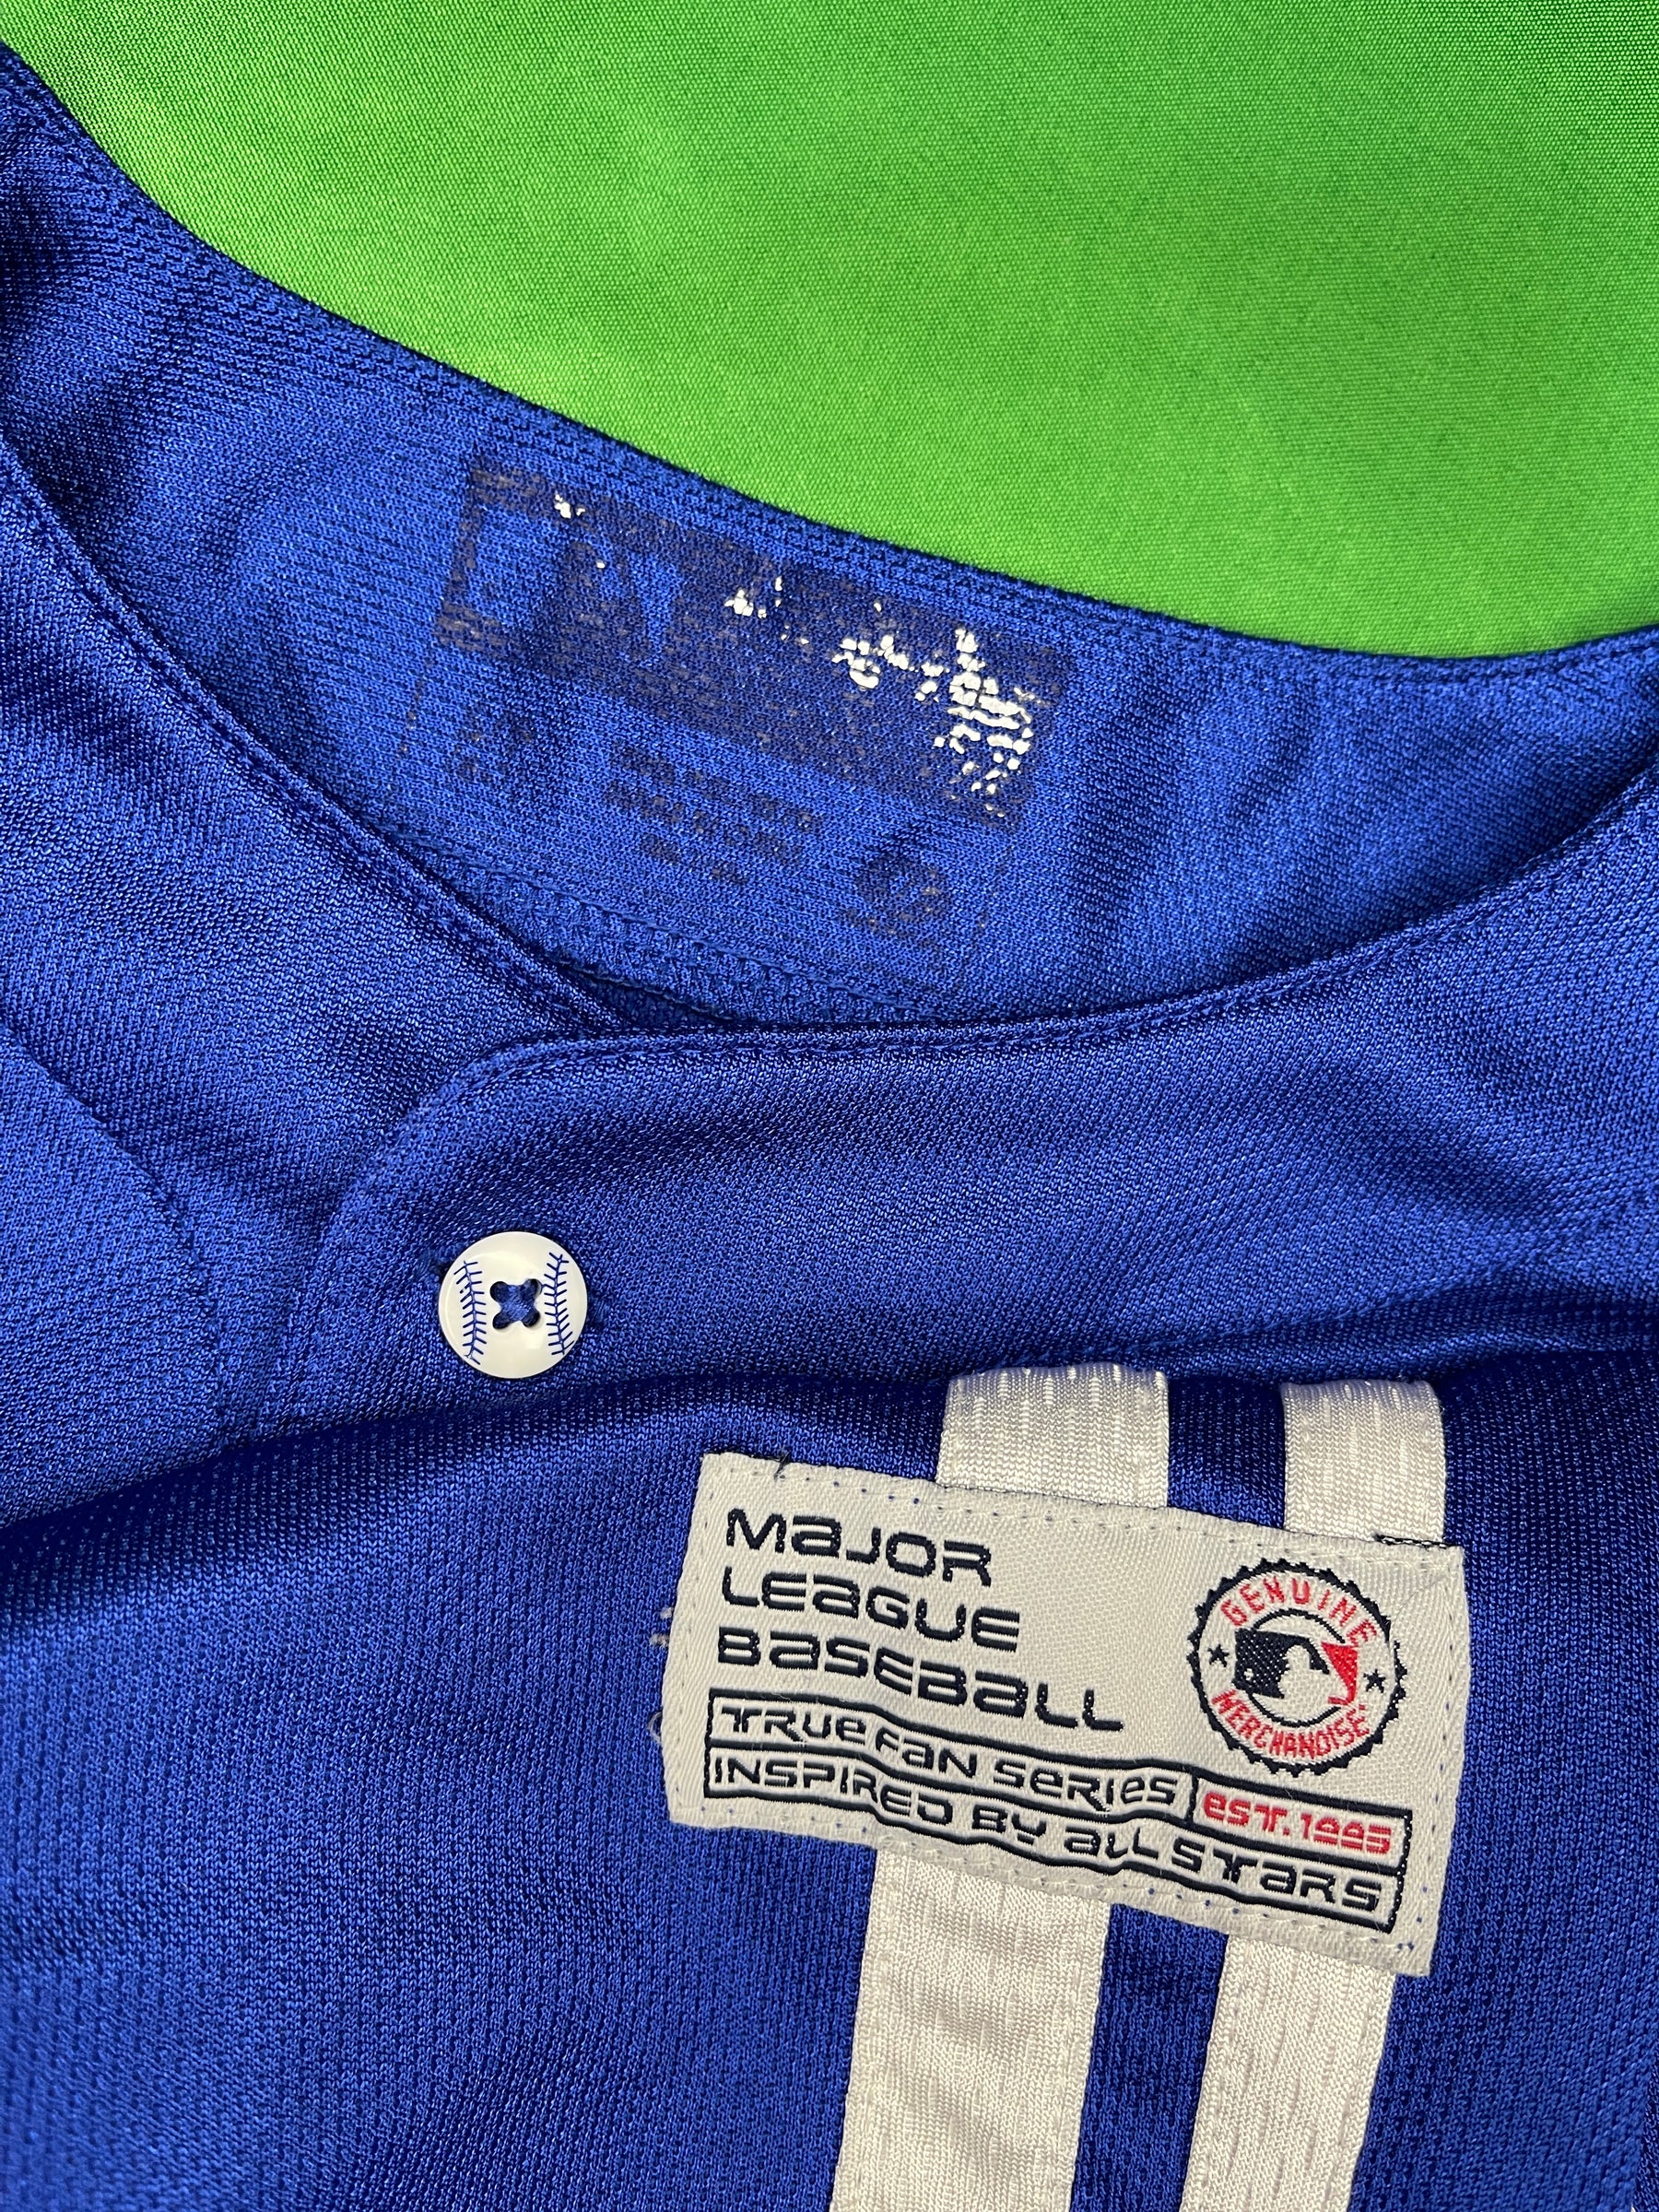 MAJOR
LEAGUE
BASEBALL
GENUINE
MERCHANDISE
TRUE FAN SERIES
EST. 1995
INSPIRED BY ALL STARS